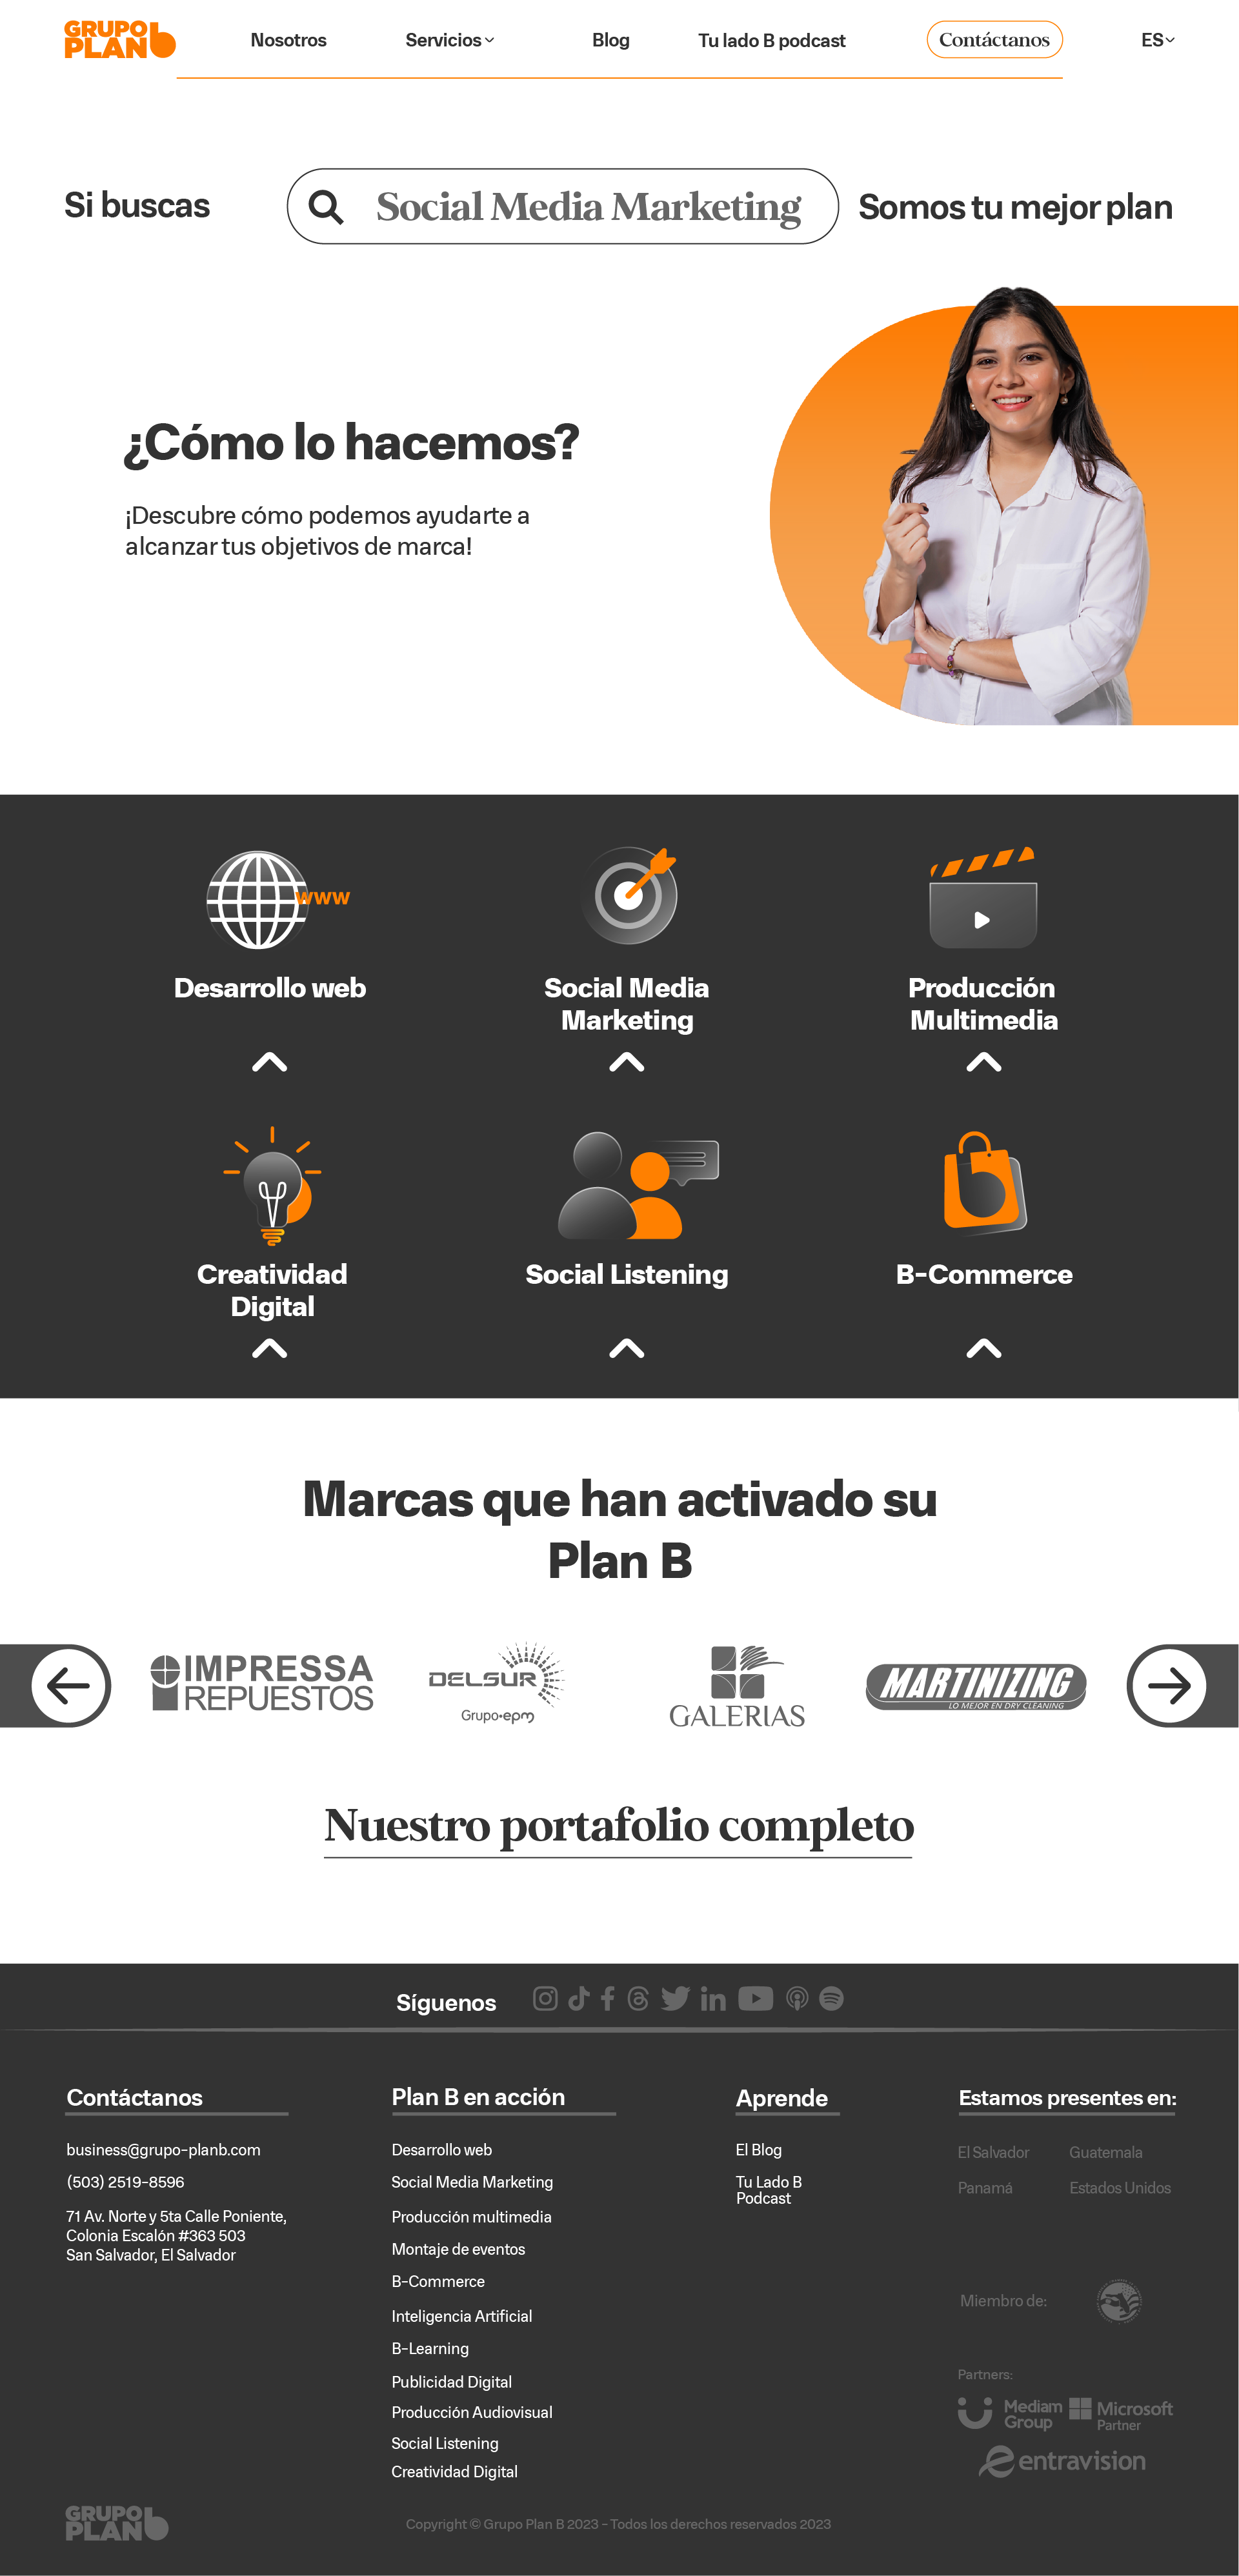 GRUPO
PLAN b
Nosotros
Servicios
Blog
Tu lado B podcast
Contáctanos
ES
Si buscas
Social Media Marketing
Somos tu mejor plan
¿Cómo lo hacemos?
¡Descubre cómo podemos ayudarte a
alcanzar tus objetivos de marca!
www
Desarrollo web
Social Media
Marketing
Producción
Multimedia
Creatividad
Digital
Social Listening
B-Commerce
Marcas que han activado su
Plan B
IMPRESSA
REPUESTOS
DELSUR
Grupo•epm
GALERIAS
MARTINIZING
LO MEJOR EN DRY CLEANING
Nuestro portafolio completo
Síguenos
Contáctanos
business@grupo-planb.com
(503) 2519-8596
71 Av. Norte y 5ta Calle Poniente,
Colonia Escalón #363 503
San Salvador, El Salvador
Plan B en acción
Desarrollo web
Social Media Marketing
Producción multimedia
Montaje de eventos
B-Commerce
Inteligencia Artificial
B-Learning
Publicidad Digital
Producción Audiovisual
Social Listening
Creatividad Digital
Aprende
El Blog
Tu Lado B
Podcast
Estamos presentes en:
El Salvador
Guatemala
Panamá
Estados Unidos
Miembro de:
Partners:
Mediam
Group
Microsoft
Partner
entravision
GRUPO
PLAN b
Copyright © Grupo Plan B 2023 - Todos los derechos reservados 2023